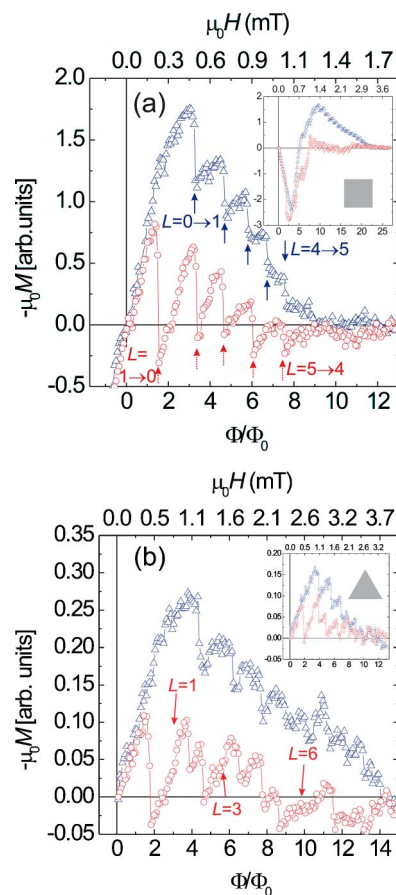 μ₀H (mT)
0.0 0.3 0.6 0.9 1.1 1.4 1.7
(a)
0.0 0.7 1.4 2.1 2.9 3.6
2
1
0
-1
-2
-3
0 5 10 15 20 25
2.0
1.5
1.0
0.5
0.0
-0.5
-μ₀M [arb.units]
L=0→1
L=4→5
L=
1→0
L=5→4
0 2 4 6 8 10 12
Φ/Φ₀
μ₀H (mT)
0.0 0.5 1.1 1.6 2.1 2.6 3.2 3.7
(b)
0.0 0.5 1.1 1.6 2.1 2.6 3.2
0.20
0.15
0.10
0.05
0.00
-0.05
0 2 4 6 8 10 12
0.35
0.30
0.25
0.20
0.15
0.10
0.05
0.00
-0.05
-μ₀M [arb. units]
L=1
L=3
L=6
0 2 4 6 8 10 12 14
Φ/Φ₀